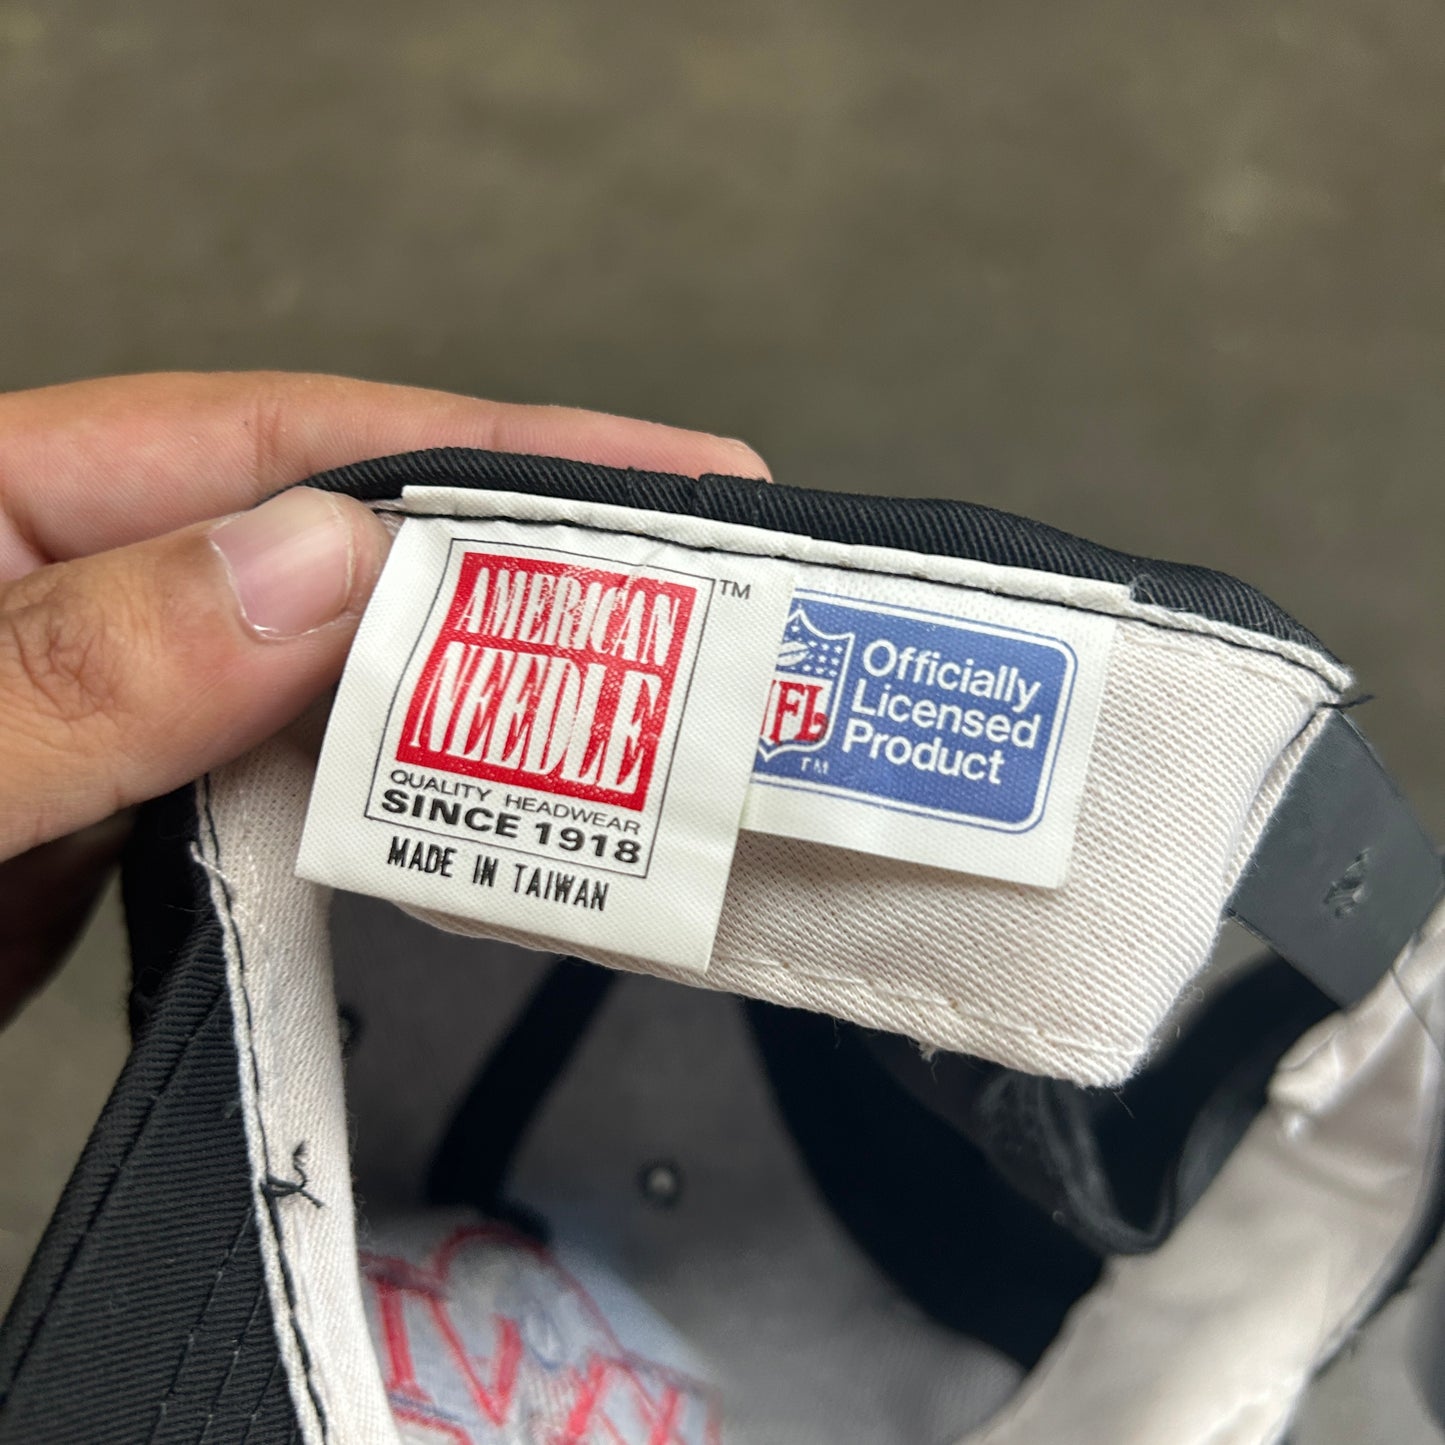 AMERICAN
NEEDLE
TM
QUALITY HEADWEAR
SINCE 1918
MADE IN TAIWAN
NFL
TM
Officially
Licensed
Product